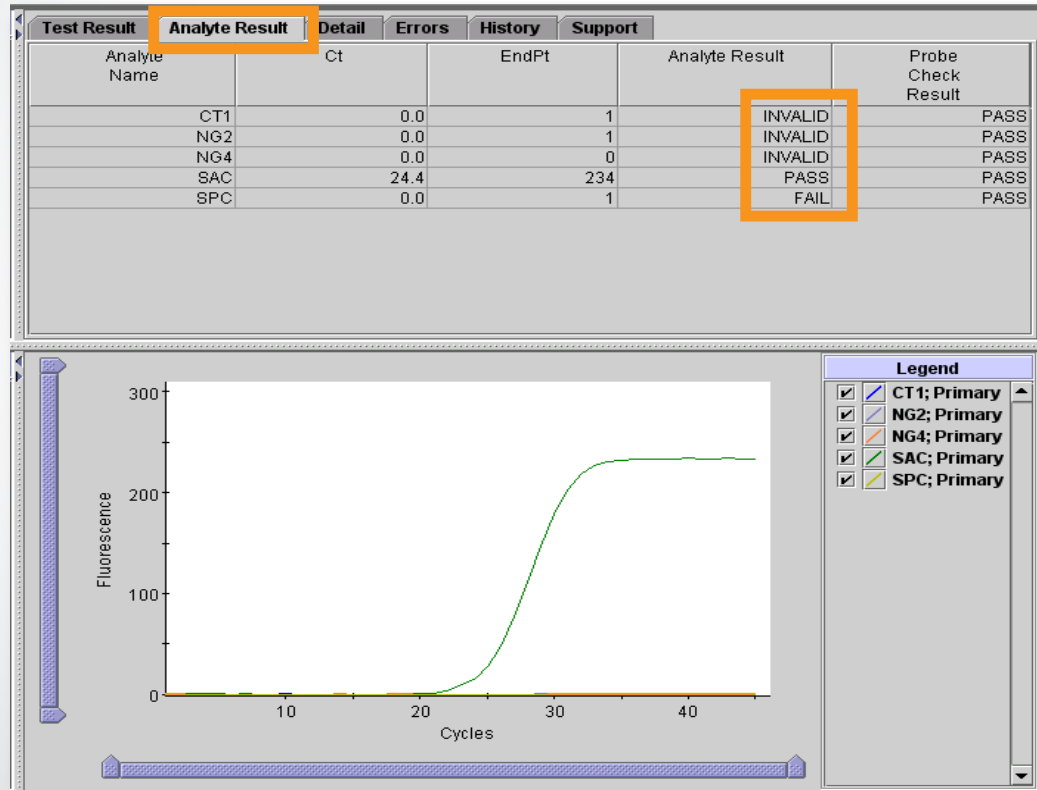 Test Result Analyte Result Detail Errors History Support
Analyte Name Ct EndPt Analyte Result Probe Check Result
CT1 0.0 1 INVALID PASS
NG2 0.0 1 INVALID PASS
NG4 0.0 0 INVALID PASS
SAC 24.4 234 PASS PASS
SPC 0.0 1 FAIL PASS
Legend
CT1; Primary
NG2; Primary
NG4; Primary
SAC; Primary
SPC; Primary
300
200
100
0
Fluorescence
10 20 30 40
Cycles